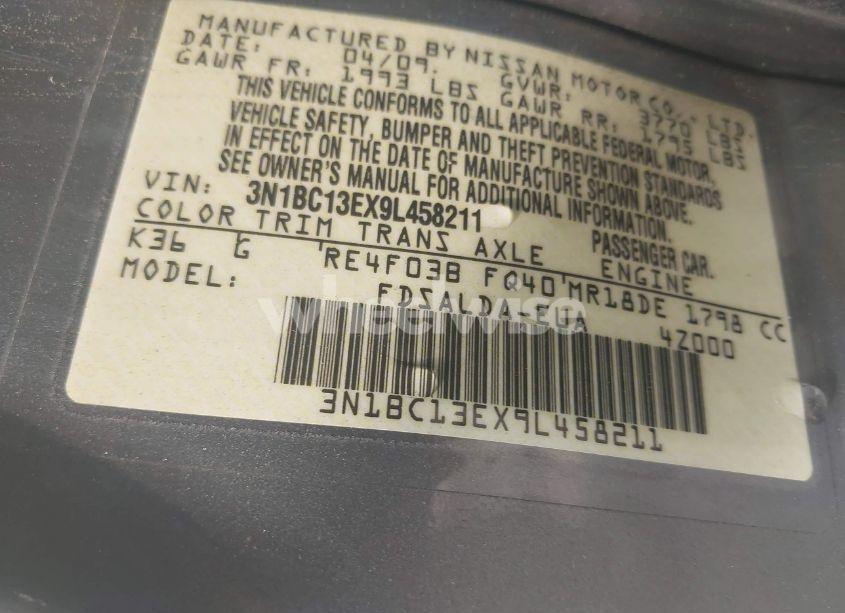 MANUFACTURED BY NISSAN MOTOR CO., LTD.
DATE: 04/09. GVWR: 3770 LBS
GAWR FR: 1993 LBS GAWR RR: 1795 LBS
THIS VEHICLE CONFORMS TO ALL APPLICABLE FEDERAL MOTOR
VEHICLE SAFETY, BUMPER AND THEFT PREVENTION STANDARDS
IN EFFECT ON THE DATE OF MANUFACTURE SHOWN ABOVE.
SEE OWNER'S MANUAL FOR ADDITIONAL INFORMATION.
VIN: 3N1BC13EX9L458211 PASSENGER CAR.
COLOR TRIM TRANS AXLE ENGINE
K36 G RE4F03B FQ40 MR18DE 1798 CC
MODEL: FDSALDA-EUA 4Z000
wheelwise
3N1BC13EX9L458211